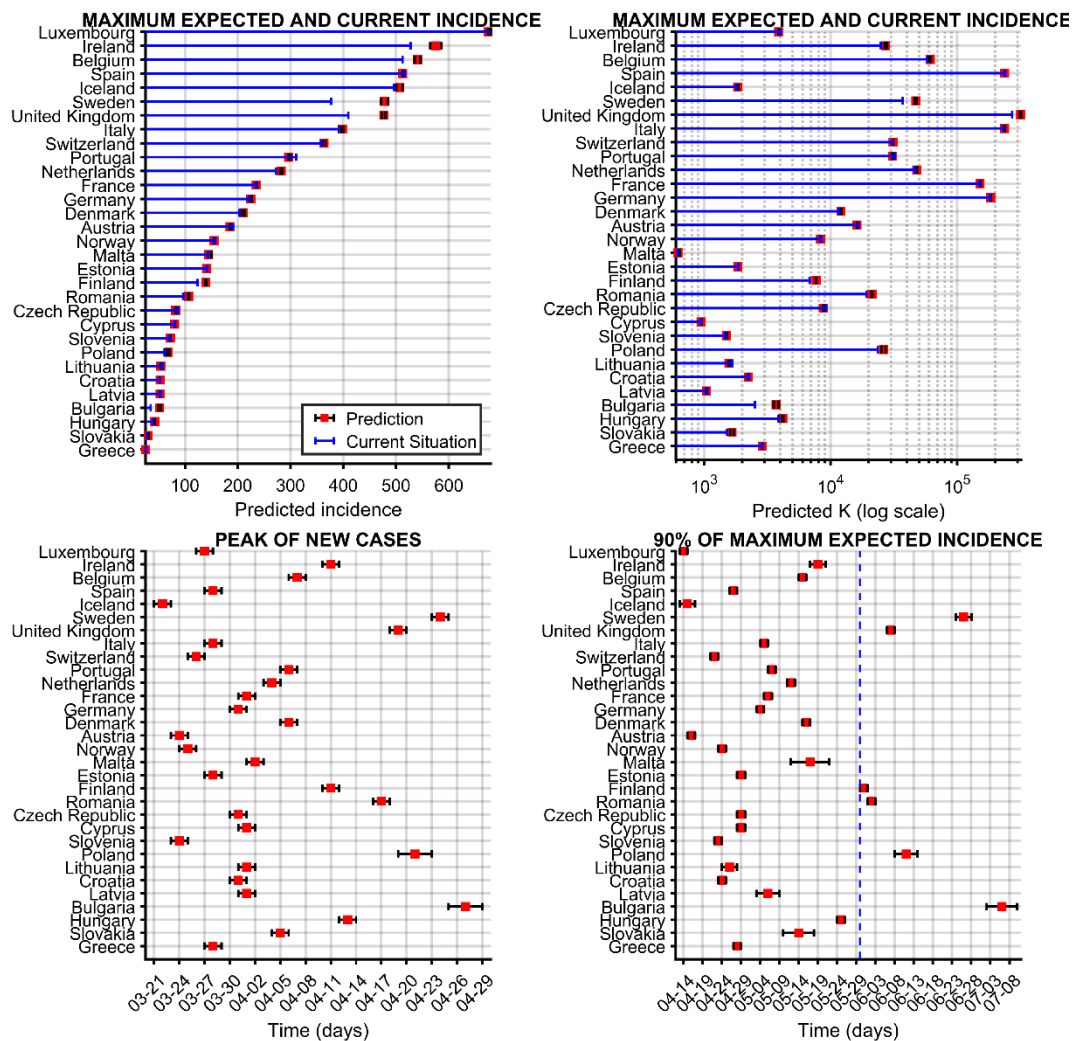 MAXIMUM EXPECTED AND CURRENT INCIDENCE
Luxembourg
Ireland
Belgium
Spain
Iceland
Sweden
United Kingdom
Italy
Switzerland
Portugal
Netherlands
France
Germany
Denmark
Austria
Norway
Malta
Estonia
Finland
Romania
Czech Republic
Cyprus
Slovenia
Poland
Lithuania
Croatia
Latvia
Bulgaria
Hungary
Slovakia
Greece
Prediction
Current Situation
100 200 300 400 500 600
Predicted incidence
MAXIMUM EXPECTED AND CURRENT INCIDENCE
Luxembourg
Ireland
Belgium
Spain
Iceland
Sweden
United Kingdom
Italy
Switzerland
Portugal
Netherlands
France
Germany
Denmark
Austria
Norway
Malta
Estonia
Finland
Romania
Czech Republic
Cyprus
Slovenia
Poland
Lithuania
Croatia
Latvia
Bulgaria
Hungary
Slovakia
Greece
10³ 10⁴ 10⁵
Predicted K (log scale)
PEAK OF NEW CASES
Luxembourg
Ireland
Belgium
Spain
Iceland
Sweden
United Kingdom
Italy
Switzerland
Portugal
Netherlands
France
Germany
Denmark
Austria
Norway
Malta
Estonia
Finland
Romania
Czech Republic
Cyprus
Slovenia
Poland
Lithuania
Croatia
Latvia
Bulgaria
Hungary
Slovakia
Greece
03-21 03-24 03-27 03-30 04-02 04-05 04-08 04-11 04-14 04-17 04-20 04-23 04-26 04-29
Time (days)
90% OF MAXIMUM EXPECTED INCIDENCE
Luxembourg
Ireland
Belgium
Spain
Iceland
Sweden
United Kingdom
Italy
Switzerland
Portugal
Netherlands
France
Germany
Denmark
Austria
Norway
Malta
Estonia
Finland
Romania
Czech Republic
Cyprus
Slovenia
Poland
Lithuania
Croatia
Latvia
Bulgaria
Hungary
Slovakia
Greece
04-14 04-19 04-24 04-29 05-04 05-09 05-14 05-19 05-24 05-29 06-03 06-08 06-13 06-18 06-23 06-28 07-03 07-08
Time (days)